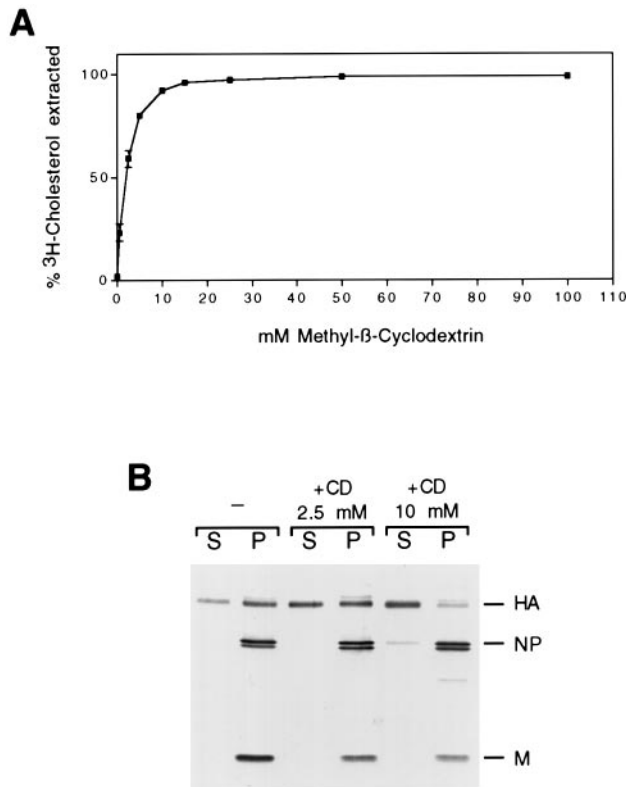 A
% ³H-Cholesterol extracted
100
50
0
0 10 20 30 40 50 60 70 80 90 100 110
mM Methyl-ß-Cyclodextrin
B
– +CD 2.5 mM +CD 10 mM
S P S P S P
HA
NP
M